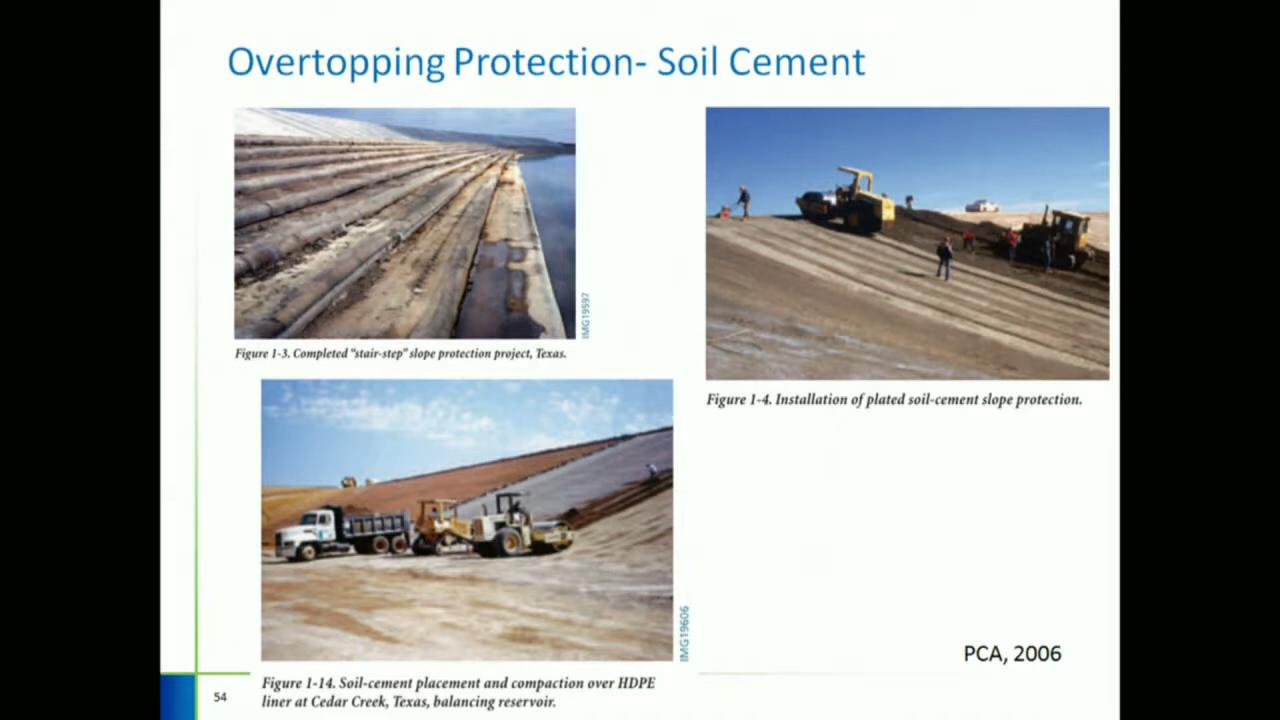 Overtopping Protection- Soil Cement
IMG19597
Figure 1-3. Completed "stair-step" slope protection project, Texas.
Figure 1-4. Installation of plated soil-cement slope protection.
IMG19606
Figure 1-14. Soil-cement placement and compaction over HDPE
liner at Cedar Creek, Texas, balancing reservoir.
PCA, 2006
54